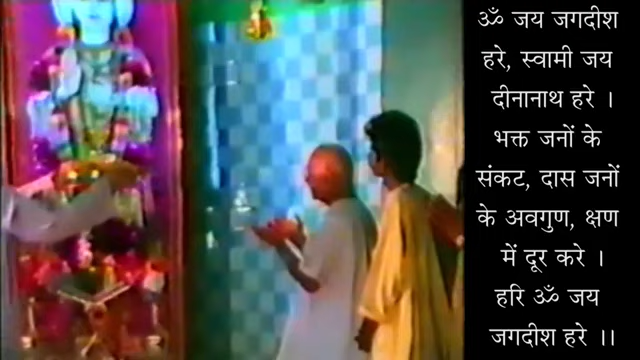 ॐ जय जगदीश
हरे, स्वामी जय
दीनानाथ हरे ।
भक्त जनों के
संकट, दास जनों
के अवगुण, क्षण
में दूर करे ।
हरि ॐ जय
जगदीश हरे ।।